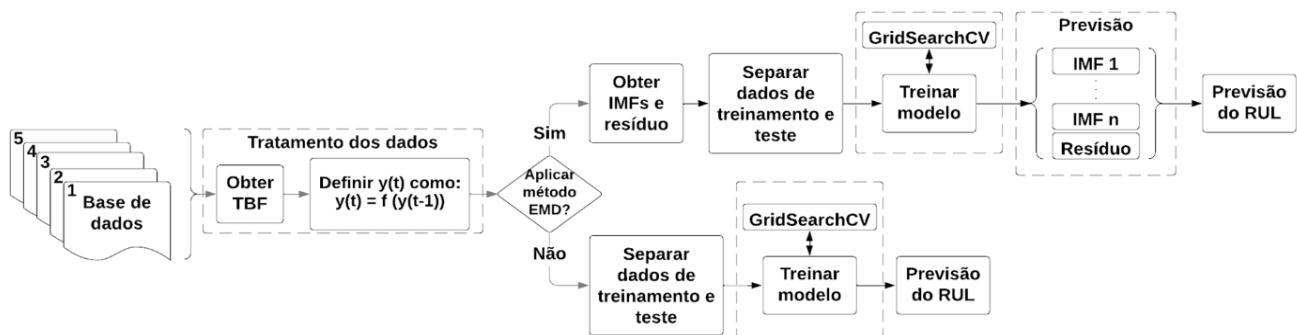 5
4
3
2
1
Base de
dados
Tratamento dos dados
Obter
TBF
Definir y(t) como:
y(t) = f (y(t-1))
Aplicar
método
EMD?
Sim
Obter
IMFs e
resíduo
Separar
dados de
treinamento e
teste
GridSearchCV
Treinar
modelo
Previsão
IMF 1
IMF n
Resíduo
Previsão
do RUL
Não
Separar
dados de
treinamento e
teste
GridSearchCV
Treinar
modelo
Previsão
do RUL